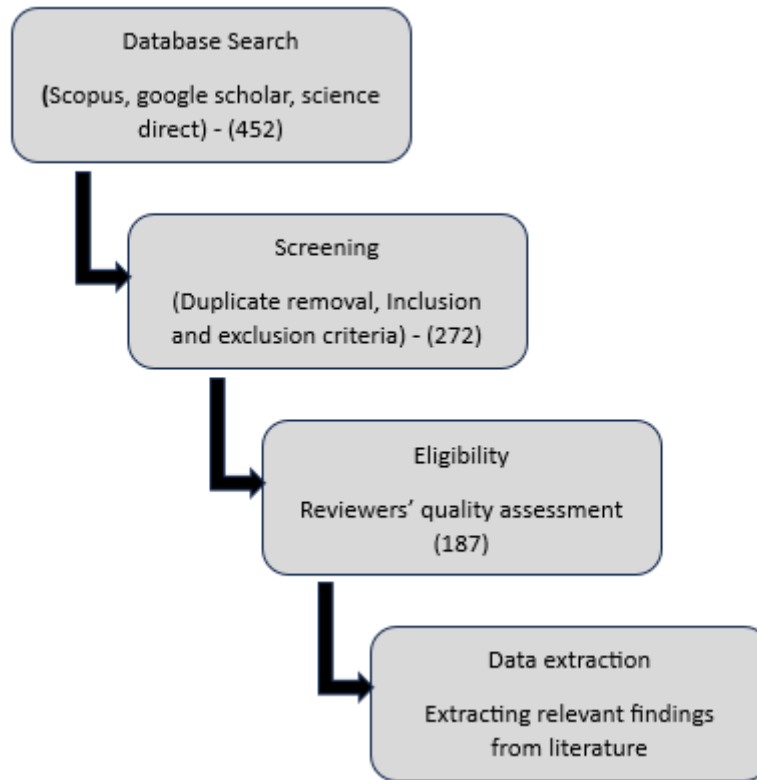 Database Search
(Scopus, google scholar, science
direct) - (452)
Screening
(Duplicate removal, Inclusion
and exclusion criteria) - (272)
Eligibility
Reviewers’ quality assessment
(187)
Data extraction
Extracting relevant findings
from literature